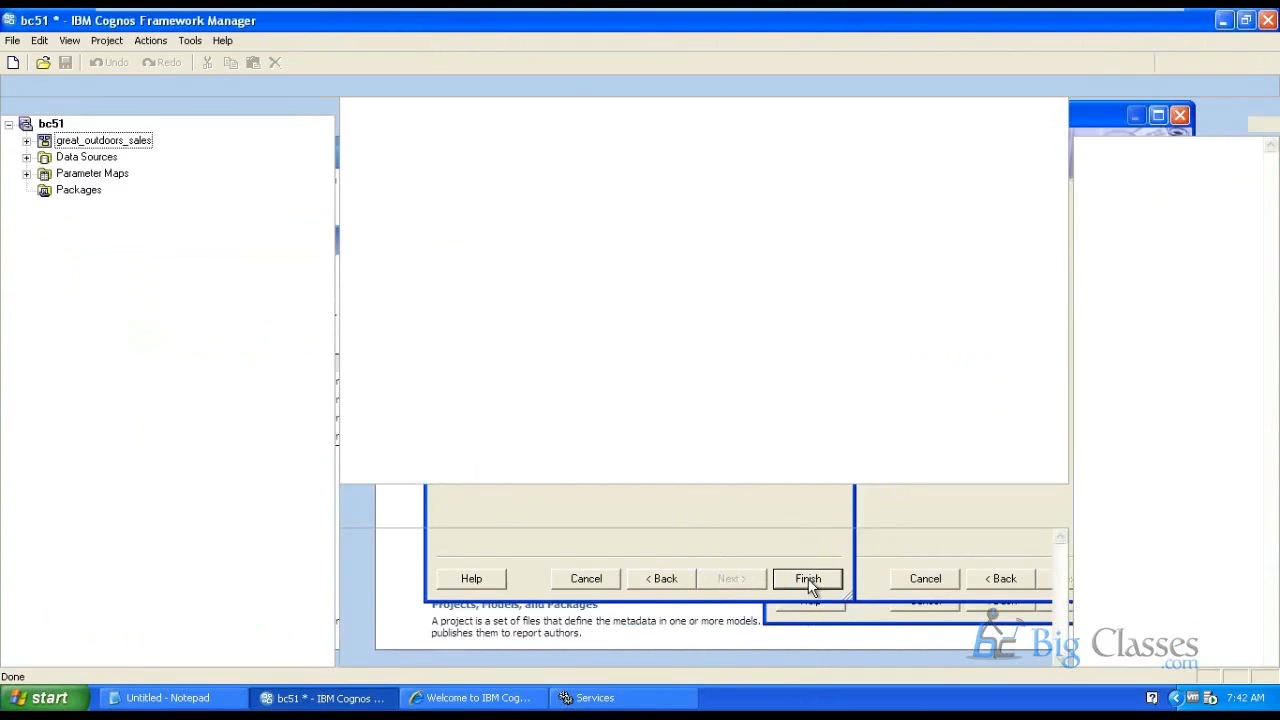 bc51 * - IBM Cognos Framework Manager
File Edit View Project Actions Tools Help
Undo Redo
bc51
great_outdoors_sales
Data Sources
Parameter Maps
Packages
Help Cancel < Back Next > Finish Cancel < Back
Projects, Models, and Packages
A project is a set of files that define the metadata in one or more models.
publishes them to report authors.
Big Classes
.com
Done
start Untitled - Notepad bc51 * - IBM Cognos ... Welcome to IBM Cog... Services 7:42 AM